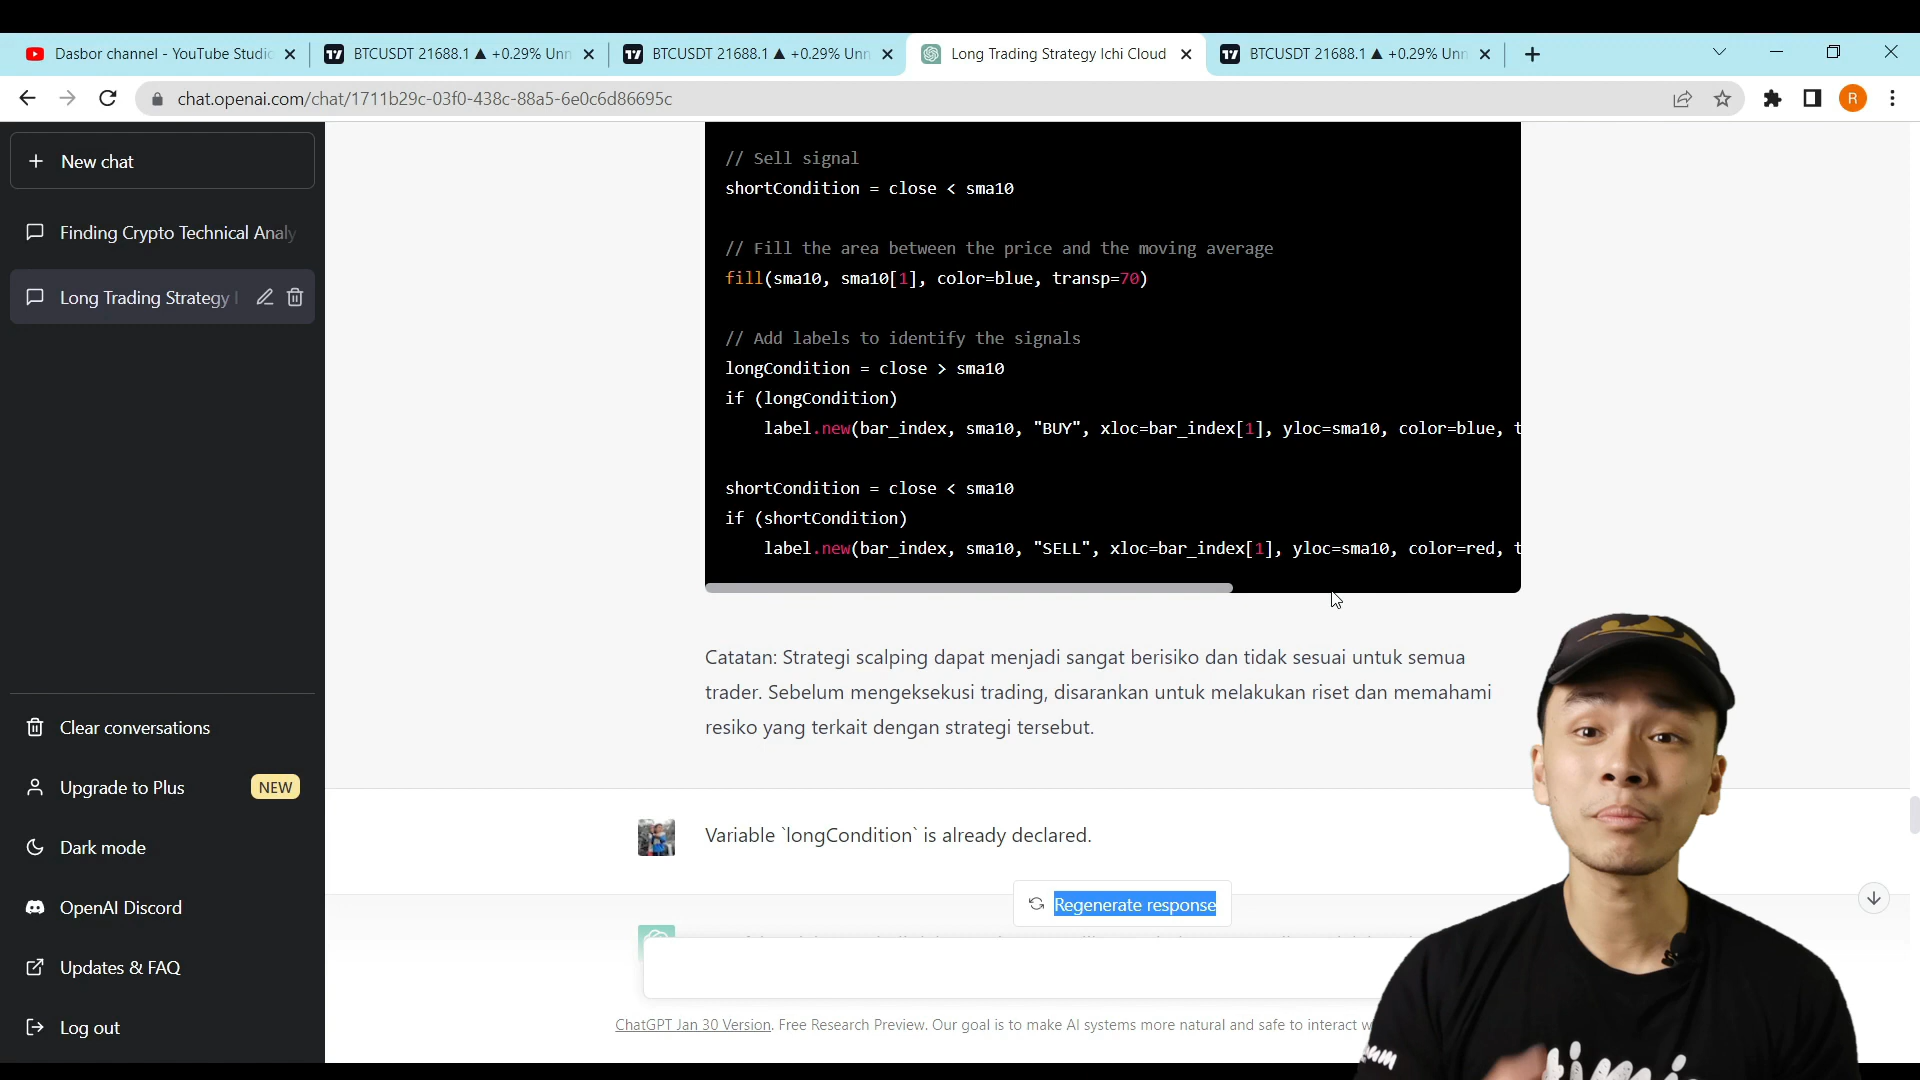 Dasbor channel - YouTube Studic
BTCUSDT 21688.1 ▲ +0.29% Unn
BTCUSDT 21688.1 ▲ +0.29% Unn
Long Trading Strategy Ichi Cloud
BTCUSDT 21688.1 ▲ +0.29% Unn
chat.openai.com/chat/1711b29c-03f0-438c-88a5-6e0c6d86695c
R
New chat
Finding Crypto Technical Analy
Long Trading Strategy
Clear conversations
Upgrade to Plus
NEW
Dark mode
OpenAI Discord
Updates & FAQ
Log out
// Sell signal
shortCondition = close < sma10
// Fill the area between the price and the moving average
fill(sma10, sma10[1], color=blue, transp=70)
// Add labels to identify the signals
longCondition = close > sma10
if (longCondition)
label.new(bar_index, sma10, "BUY", xloc=bar_index[1], yloc=sma10, color=blue, t
shortCondition = close < sma10
if (shortCondition)
label.new(bar_index, sma10, "SELL", xloc=bar_index[1], yloc=sma10, color=red, t
Catatan: Strategi scalping dapat menjadi sangat berisiko dan tidak sesuai untuk semua
trader. Sebelum mengeksekusi trading, disarankan untuk melakukan riset dan memahami
resiko yang terkait dengan strategi tersebut.
Variable `longCondition` is already declared.
Regenerate response
ChatGPT Jan 30 Version. Free Research Preview. Our goal is to make AI systems more natural and safe to interact w